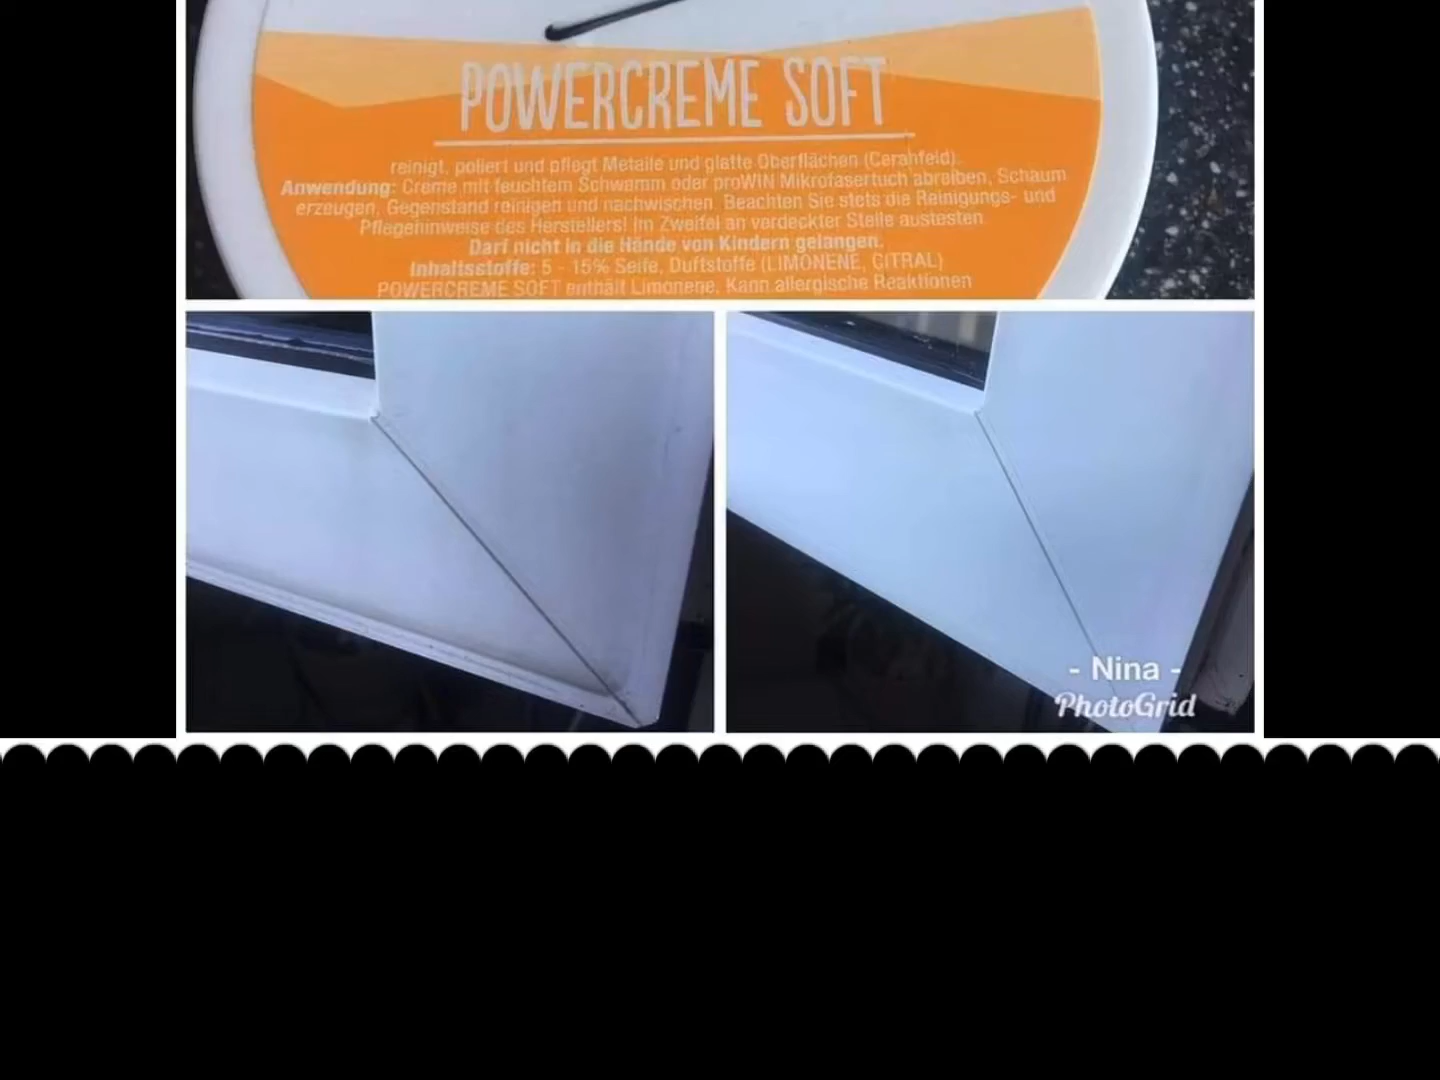 POWERCREME SOFT
reinigt, poliert und pflegt Metalle und glatte Oberflächen (Ceranfeld).
Anwendung: Creme mit feuchtem Schwamm oder proWIN Mikrofasertuch abreiben, Schaum
erzeugen, Gegenstand reinigen und nachwischen. Beachten Sie stets die Reinigungs- und
Pflegehinweise des Herstellers! Im Zweifel an verdeckter Stelle austesten
Darf nicht in die Hände von Kindern gelangen.
Inhaltsstoffe: 5 - 15% Seife, Duftstoffe (LIMONENE, CITRAL)
POWERCREME SOFT enthält Limonene. Kann allergische Reaktionen
- Nina -
PhotoGrid